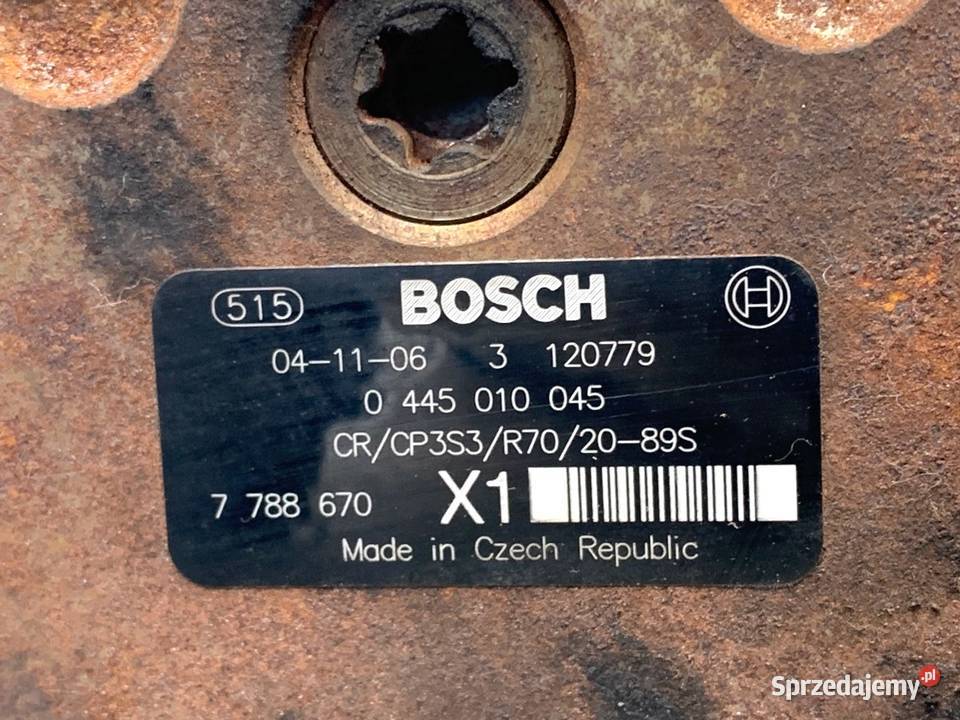 515 BOSCH H
04-11-06 3 120779
0 445 010 045
CR/CP3S3/R70/20-89S
7 788 670 X1
Made in Czech Republic
Sprzedajemy.pl